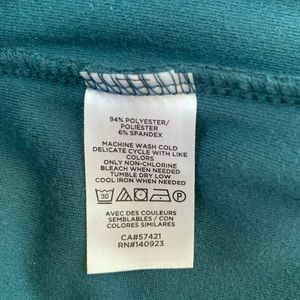 94% POLYESTER/
POLIÉSTER
6% SPANDEX
MACHINE WASH COLD
DELICATE CYCLE WITH LIKE
COLORS
ONLY NON-CHLORINE
BLEACH WHEN NEEDED
TUMBLE DRY LOW
COOL IRON WHEN NEEDED
30 P
AVEC DES COULEURS
SEMBLABLES / CON
COLORES SIMILARES
CA#57421
RN#140923